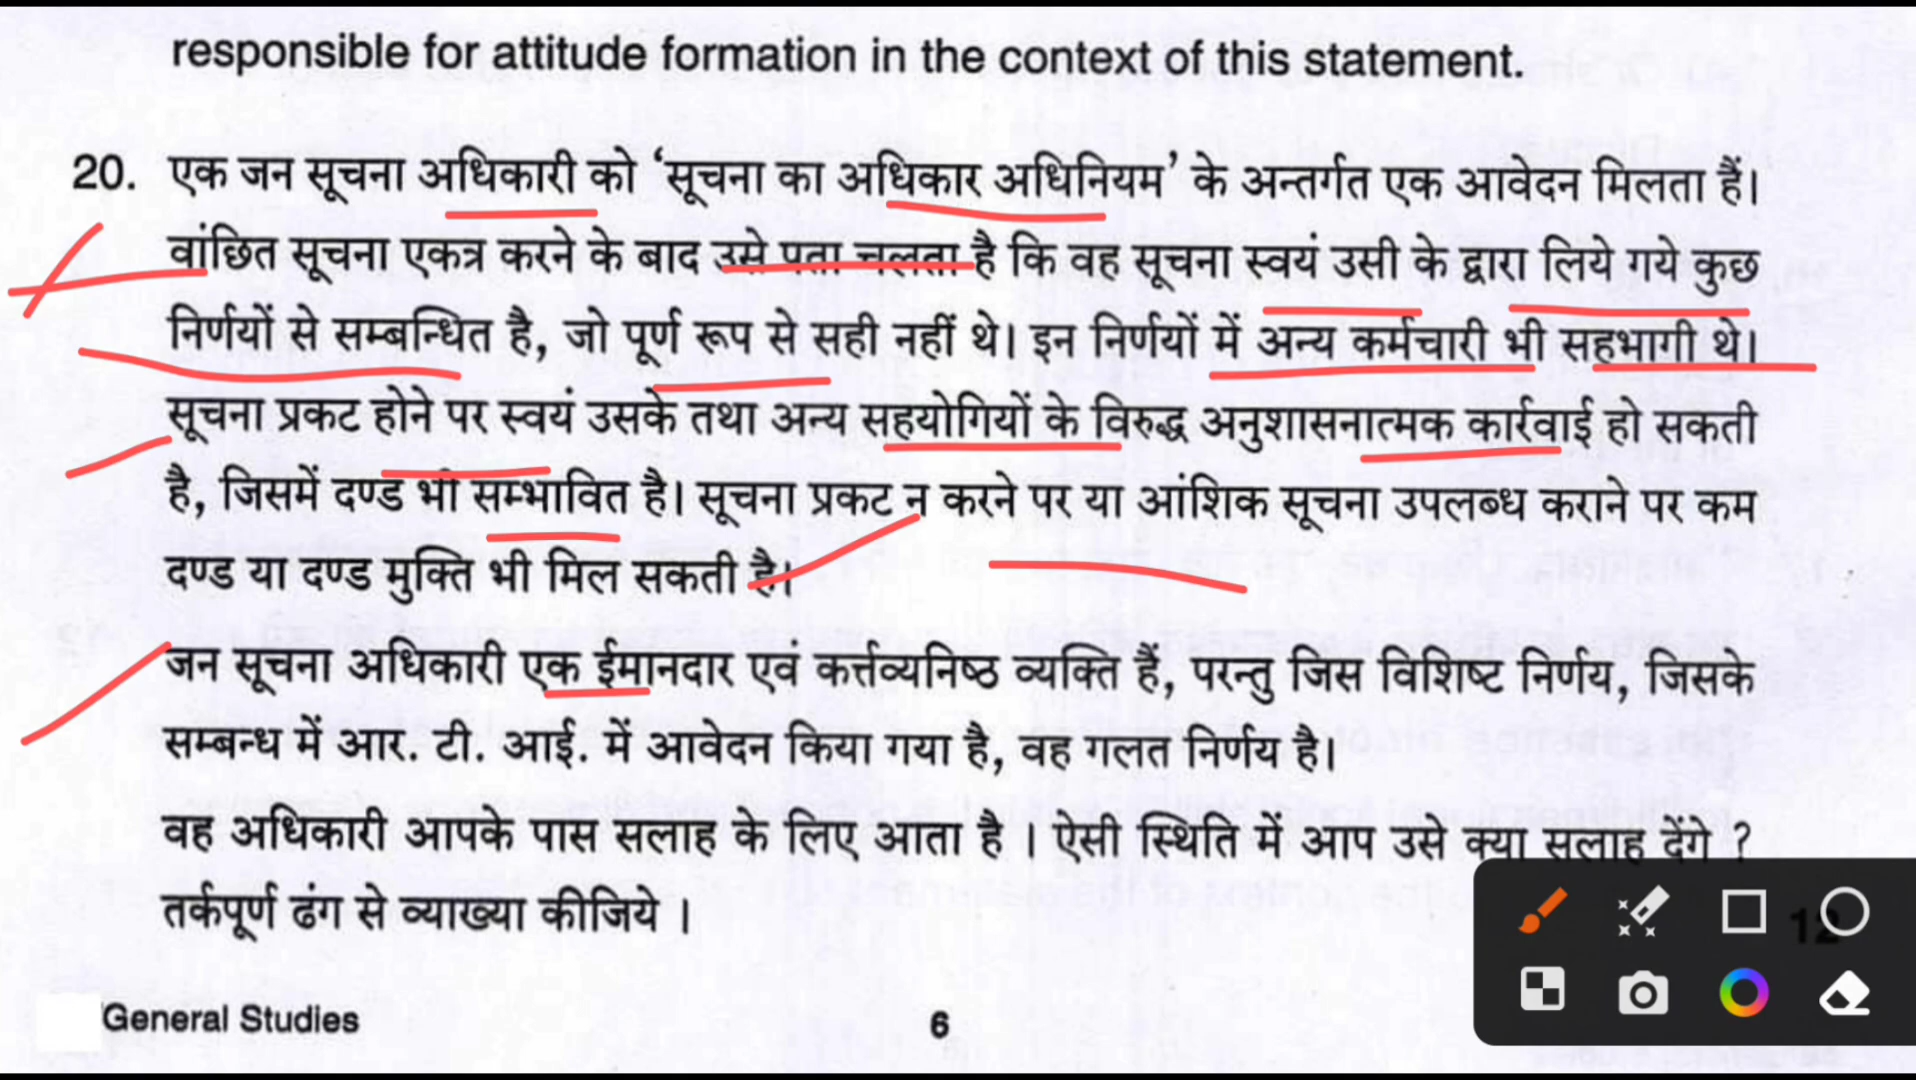 responsible for attitude formation in the context of this statement.
20. एक जन सूचना अधिकारी को ‘सूचना का अधिकार अधिनियम’ के अन्तर्गत एक आवेदन मिलता हैं।
वांछित सूचना एकत्र करने के बाद उसे पता चलता है कि वह सूचना स्वयं उसी के द्वारा लिये गये कुछ
निर्णयों से सम्बन्धित है, जो पूर्ण रूप से सही नहीं थे। इन निर्णयों में अन्य कर्मचारी भी सहभागी थे।
सूचना प्रकट होने पर स्वयं उसके तथा अन्य सहयोगियों के विरुद्ध अनुशासनात्मक कार्रवाई हो सकती
है, जिसमें दण्ड भी सम्भावित है। सूचना प्रकट न करने पर या आंशिक सूचना उपलब्ध कराने पर कम
दण्ड या दण्ड मुक्ति भी मिल सकती है।
जन सूचना अधिकारी एक ईमानदार एवं कर्त्तव्यनिष्ठ व्यक्ति हैं, परन्तु जिस विशिष्ट निर्णय, जिसके
सम्बन्ध में आर. टी. आई. में आवेदन किया गया है, वह गलत निर्णय है।
वह अधिकारी आपके पास सलाह के लिए आता है । ऐसी स्थिति में आप उसे क्या सलाह देंगे ?
तर्कपूर्ण ढंग से व्याख्या कीजिये ।
12
General Studies
6